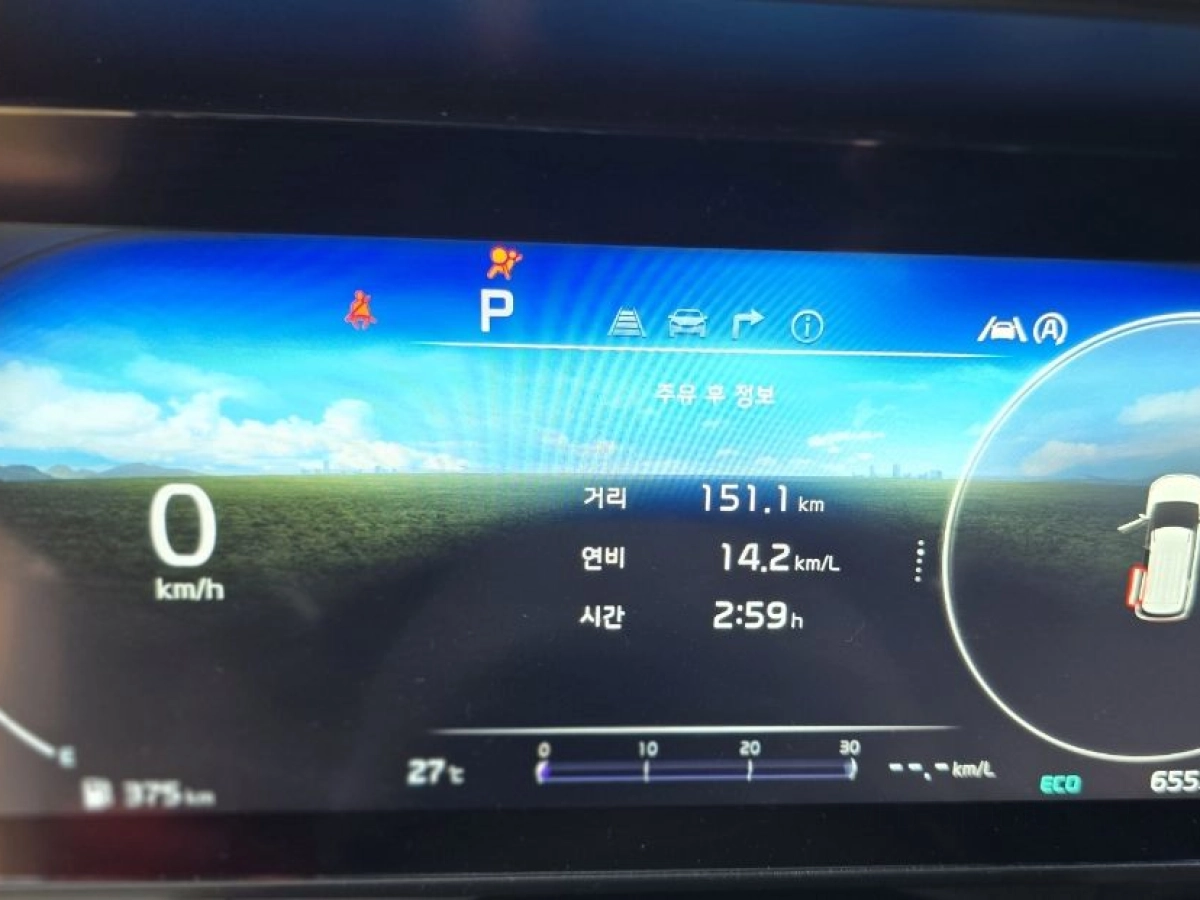 P
주유 후 정보
거리 151.1 km
연비 14.2 km/L
시간 2:59 h
0
km/h
0 10 20 30
27℃ --.- km/L
E
375 km
ECO 655